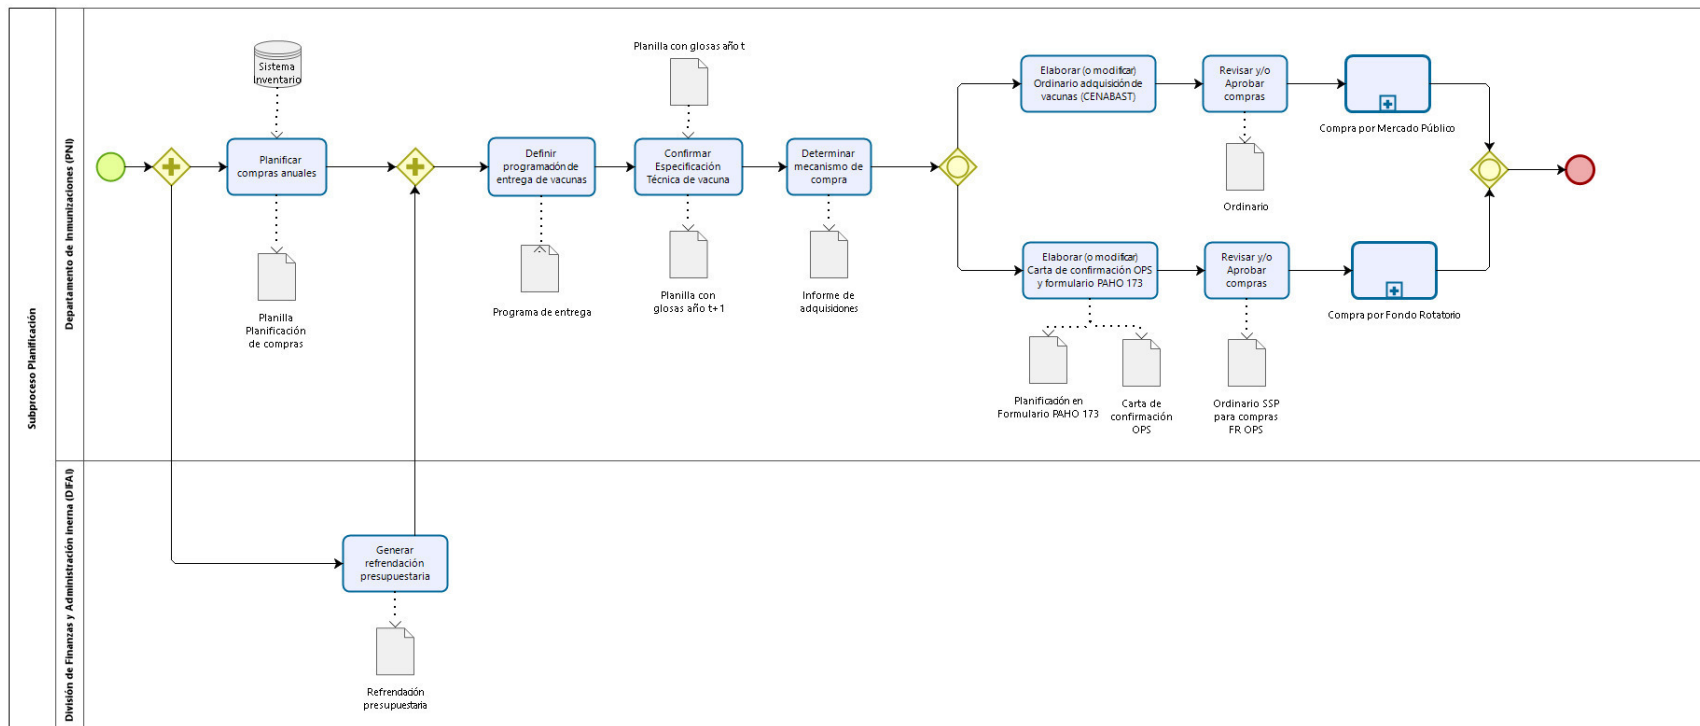 Subproceso Planificación
Departamento de Inmunizaciones (PNI)
Sistema
Inventario
Planificar
compras anuales
Planilla
Planificación
de compras
Definir
programación de
entrega de vacunas
Programa de entrega
Planilla con glosas año t
Confirmar
Especificación
Técnica de vacuna
Planilla con
glosas año t+1
Determinar
mecanismo de
compra
Informe de
adquisiciones
Elaborar (o modificar)
Ordinario adquisición de
vacunas (CENABAST)
Revisar y/o
Aprobar
compras
Ordinario
Compra por Mercado Público
Elaborar (o modificar)
Carta de confirmación OPS
y formulario PAHO 173
Planificación en
Formulario PAHO 173
Carta de
confirmación
OPS
Revisar y/o
Aprobar
compras
Ordinario SSP
para compras
FR OPS
Compra por Fondo Rotatorio
División de Finanzas y Administración inerna (DIFAI)
Generar
refrendación
presupuestaria
Refrendación
presupuestaria